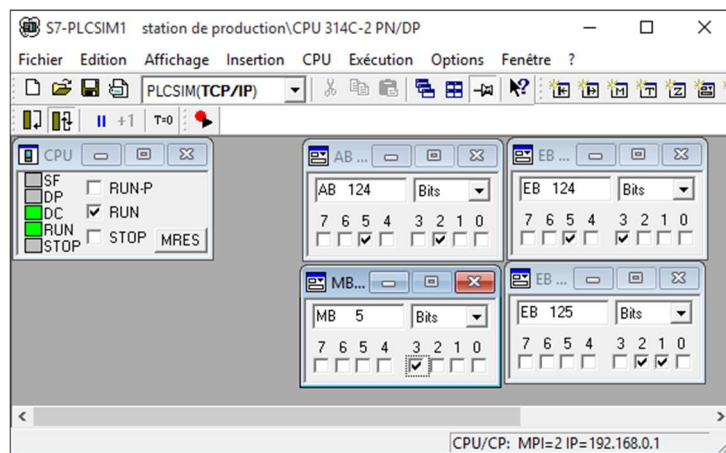 S7-PLCSIM1 station de production\CPU 314C-2 PN/DP
Fichier Edition Affichage Insertion CPU Exécution Options Fenêtre ?
PLCSIM(TCP/IP)
+1 T=0
CPU
SF
DP
DC
RUN
STOP
RUN-P
RUN
STOP
MRES
AB ...
AB 124 Bits
7 6 5 4 3 2 1 0
EB ...
EB 124 Bits
7 6 5 4 3 2 1 0
MB...
MB 5 Bits
7 6 5 4 3 2 1 0
EB ...
EB 125 Bits
7 6 5 4 3 2 1 0
CPU/CP: MPI=2 IP=192.168.0.1